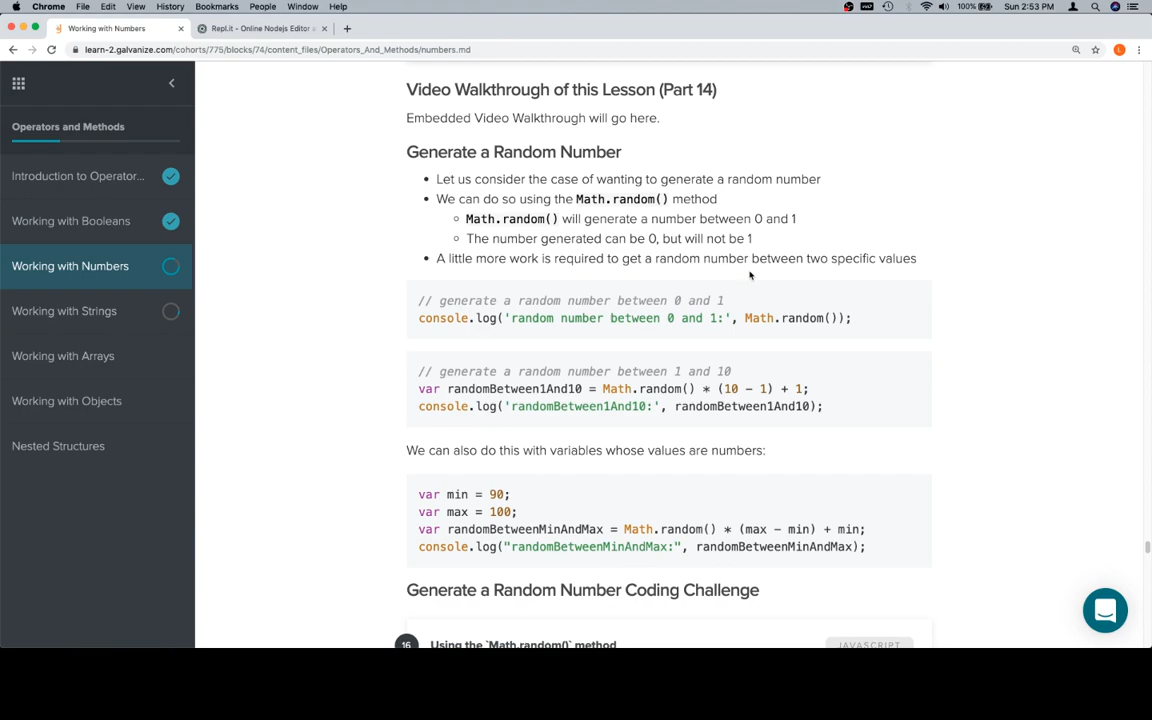 Chrome File Edit View History Bookmarks People Window Help 100% Sun 2:53 PM
Working with Numbers × Repl.it - Online Nodejs Editor × +
learn-2.galvanize.com/cohorts/775/blocks/74/content_files/Operators_And_Methods/numbers.md L
Operators and Methods
Introduction to Operator...
Working with Booleans
Working with Numbers
Working with Strings
Working with Arrays
Working with Objects
Nested Structures
Video Walkthrough of this Lesson (Part 14)
Embedded Video Walkthrough will go here.
Generate a Random Number
• Let us consider the case of wanting to generate a random number
• We can do so using the Math.random() method
Math.random() will generate a number between 0 and 1
The number generated can be 0, but will not be 1
• A little more work is required to get a random number between two specific values
// generate a random number between 0 and 1
console.log('random number between 0 and 1:', Math.random());
// generate a random number between 1 and 10
var randomBetween1And10 = Math.random() * (10 - 1) + 1;
console.log('randomBetween1And10:', randomBetween1And10);
We can also do this with variables whose values are numbers:
var min = 90;
var max = 100;
var randomBetweenMinAndMax = Math.random() * (max - min) + min;
console.log("randomBetweenMinAndMax:", randomBetweenMinAndMax);
Generate a Random Number Coding Challenge
16 Using the `Math.random()` method JAVASCRIPT